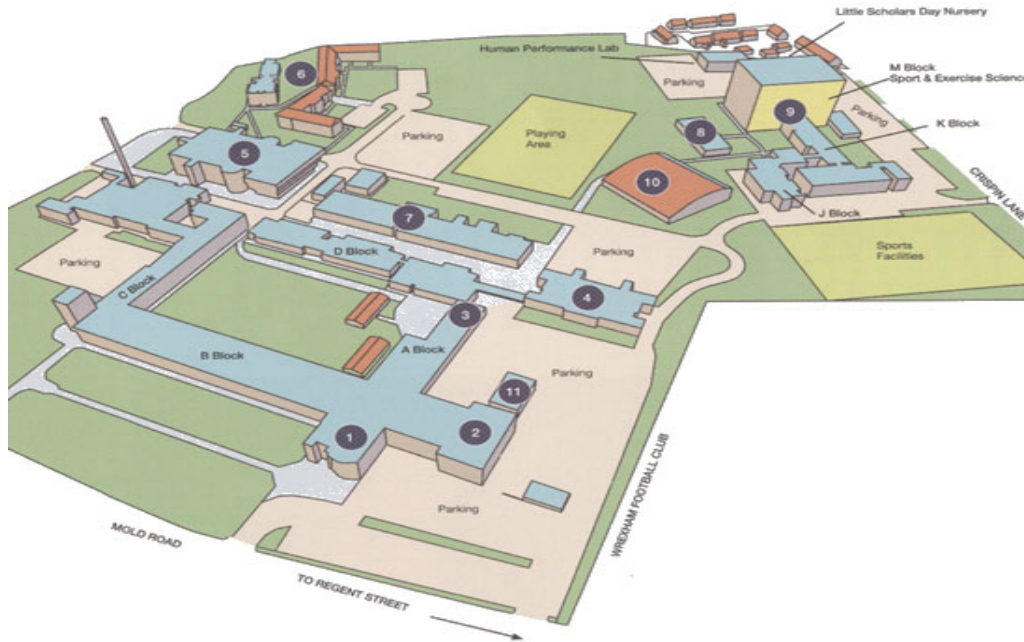 Little Scholars Day Nursery
Human Performance Lab
M Block
Sport & Exercise Science
Parking
6
9
Parking
K Block
Parking
Playing
Area
8
5
10
CRISPIN LANE
J Block
7
D Block
Parking
Sports
Facilities
Parking
C Block
4
3
B Block
A Block
Parking
11
1
2
Parking
WREXHAM FOOTBALL CLUB
MOLD ROAD
TO REGENT STREET